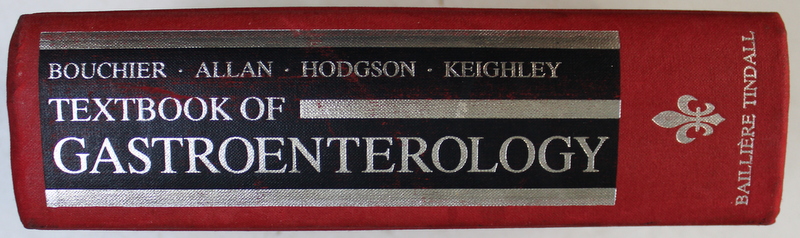 BOUCHIER · ALLAN · HODGSON · KEIGHLEY
TEXTBOOK OF
GASTROENTEROLOGY
BAILLIÈRE TINDALL